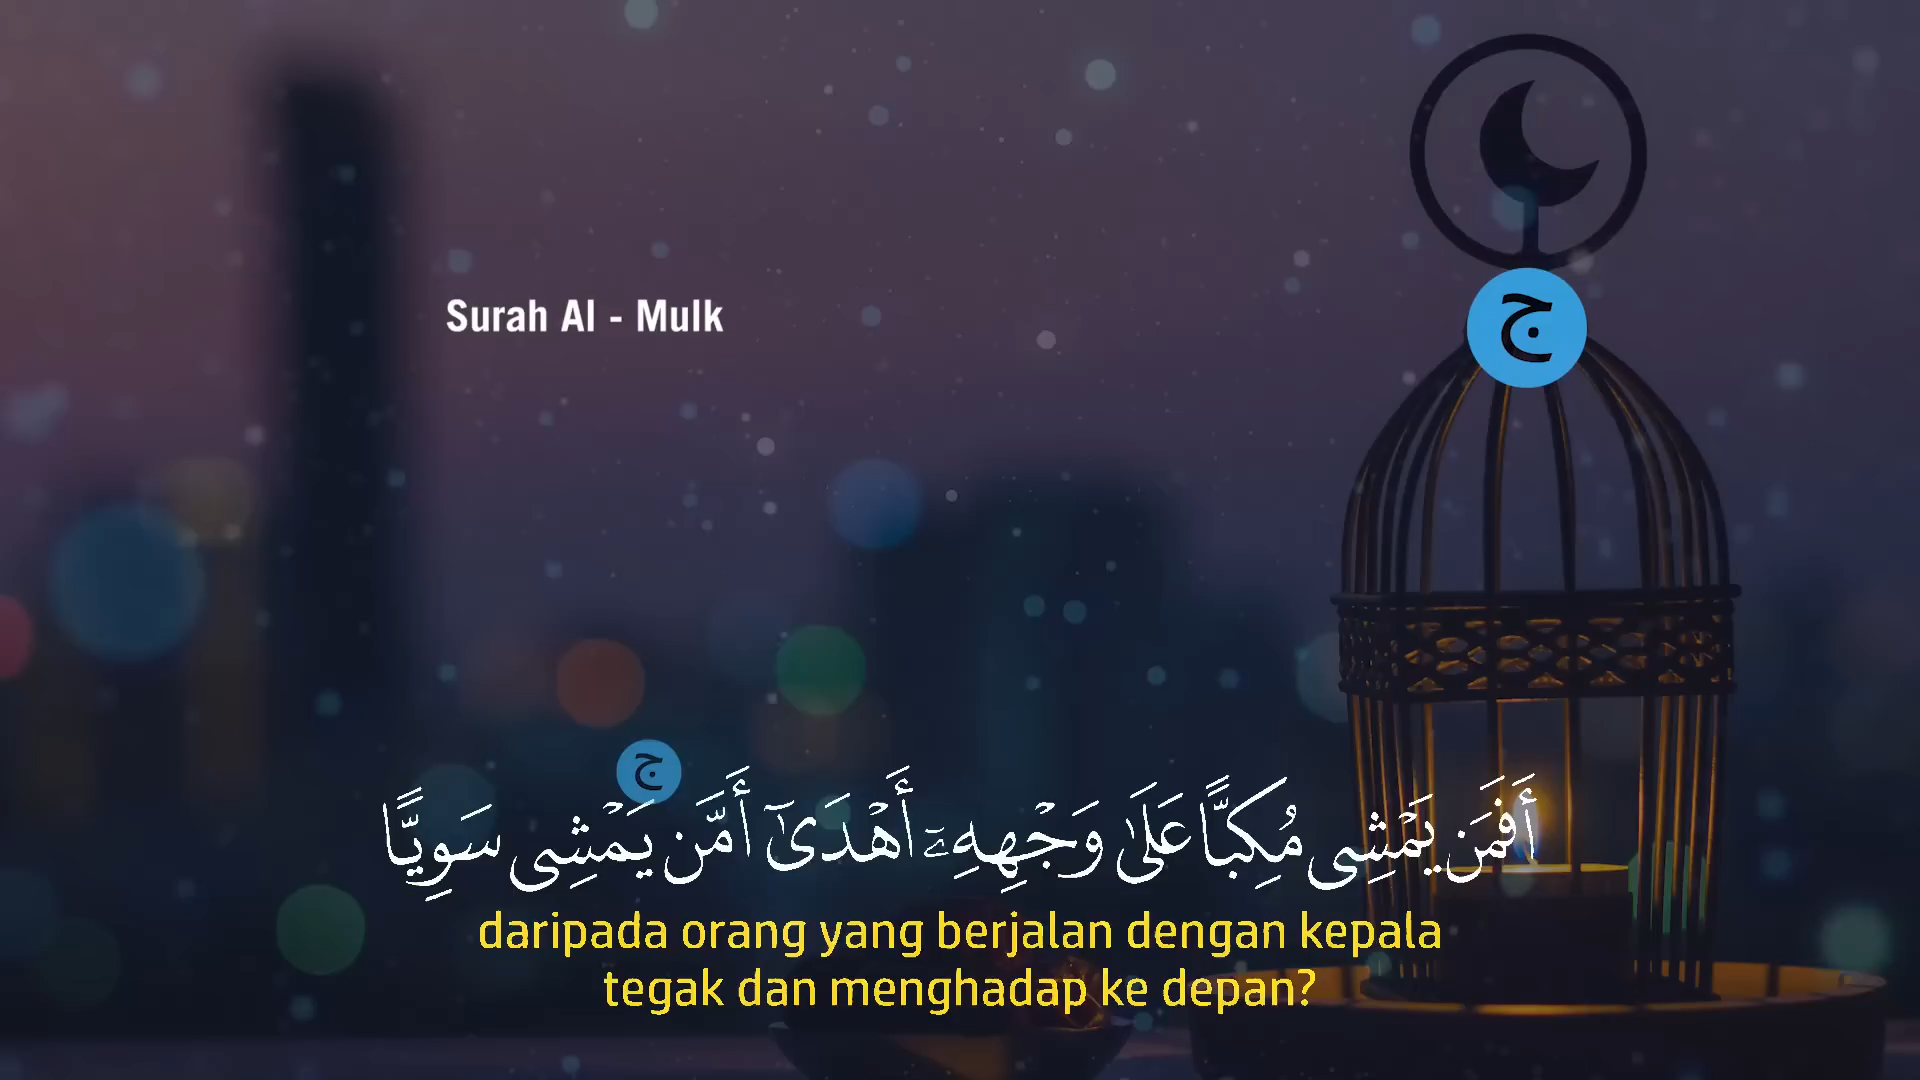 Surah Al - Mulk
ج
ج
أَفَمَن يَمۡشِى مُكِبًّا عَلَىٰ وَجۡهِهِۦٓ أَهۡدَىٰٓ أَمَّن يَمۡشِى سَوِيًّا
daripada orang yang berjalan dengan kepala
tegak dan menghadap ke depan?